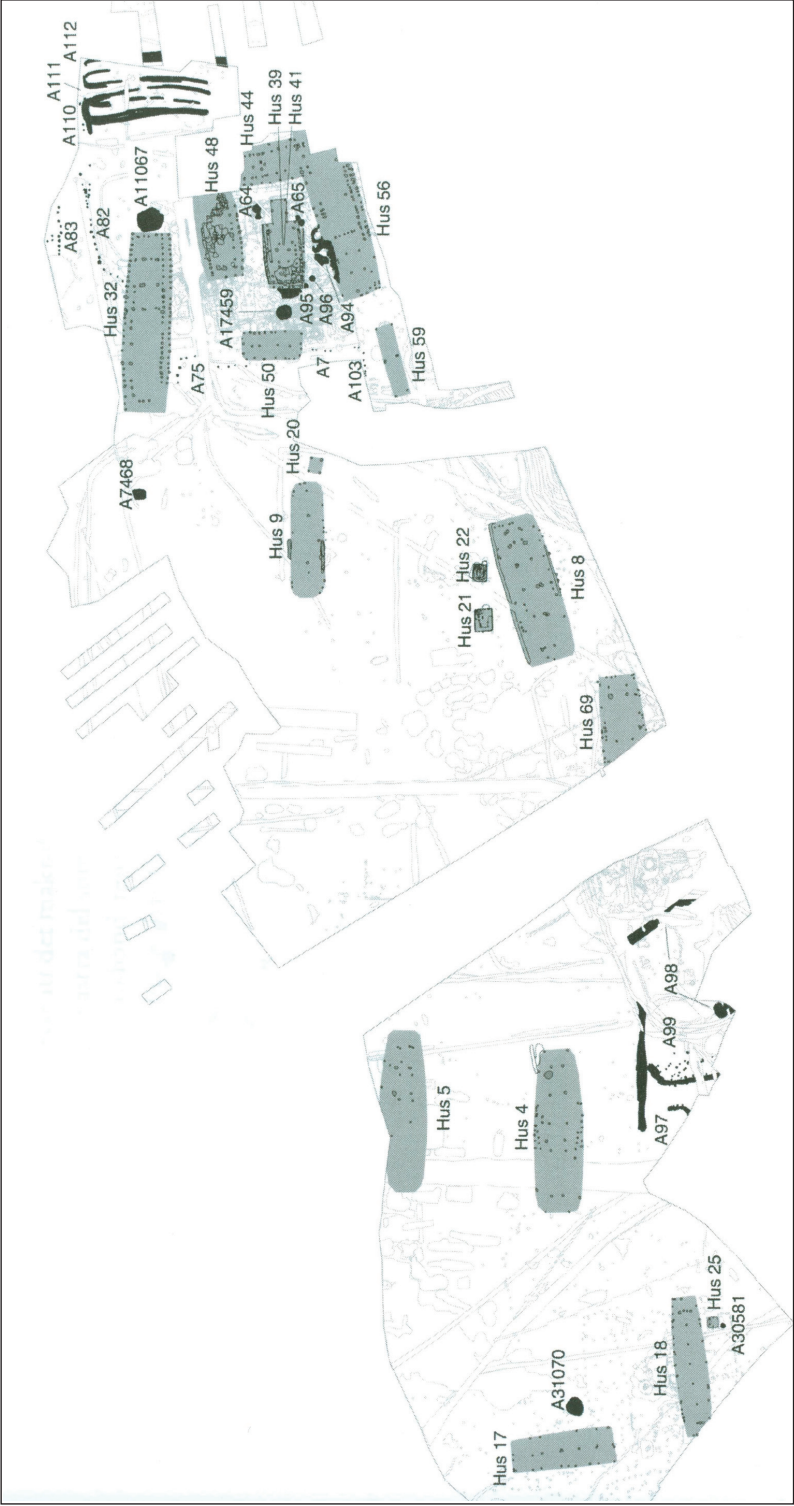 A110
A111
A112
A83
A82
A11067
Hus 32
Hus 48
A64
Hus 44
Hus 39
Hus 41
A65
A17459
A95
A96
A94
Hus 56
A75
Hus 50
A7
A103
Hus 59
A7468
Hus 20
Hus 9
Hus 22
Hus 21
Hus 8
Hus 69
A98
A99
A97
Hus 5
Hus 4
Hus 25
A30581
Hus 18
A31070
Hus 17